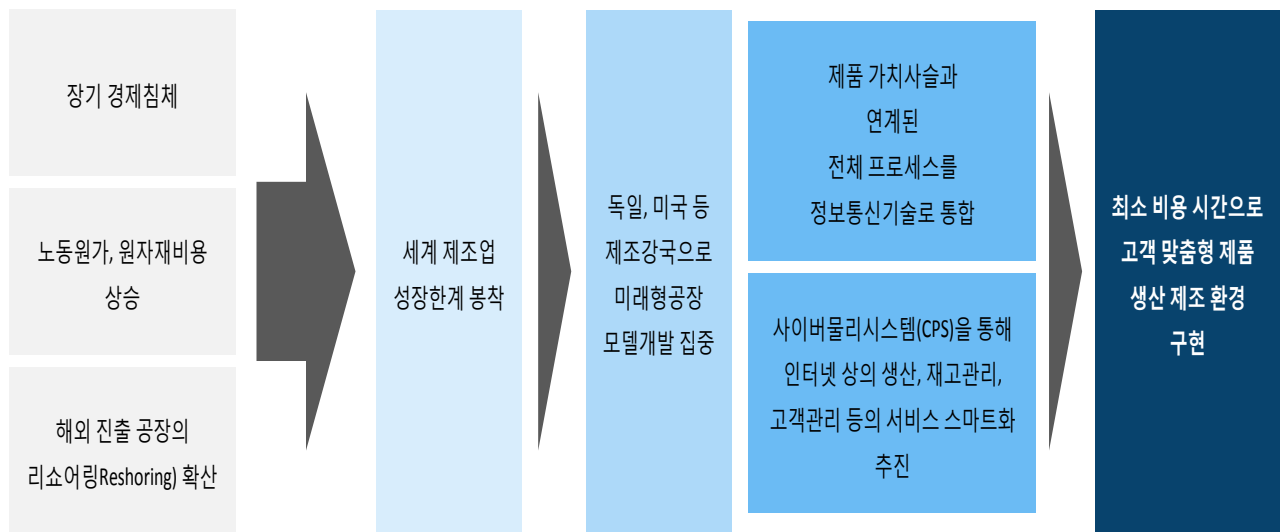 장기 경제침체
노동원가, 원자재비용
상승
해외 진출 공장의
리쇼어링Reshoring) 확산
세계 제조업
성장한계 봉착
독일, 미국 등
제조강국으로
미래형공장
모델개발 집중
제품 가치사슬과
연계된
전체 프로세스를
정보통신기술로 통합
사이버물리시스템(CPS)을 통해
인터넷 상의 생산, 재고관리,
고객관리 등의 서비스 스마트화
추진
최소 비용 시간으로
고객 맞춤형 제품
생산 제조 환경
구현